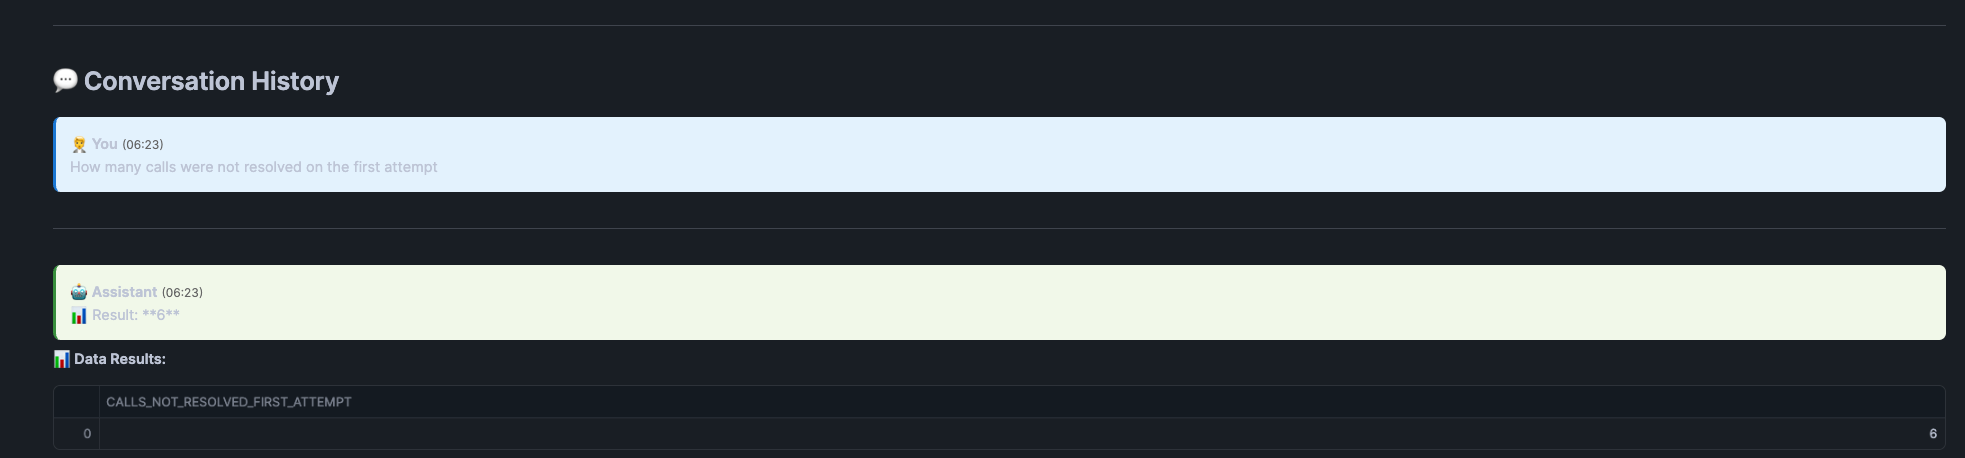 💬 Conversation History
You (06:23)
How many calls were not resolved on the first attempt
Assistant (06:23)
📊 Result: **6**
📊 Data Results:
CALLS_NOT_RESOLVED_FIRST_ATTEMPT
0 6